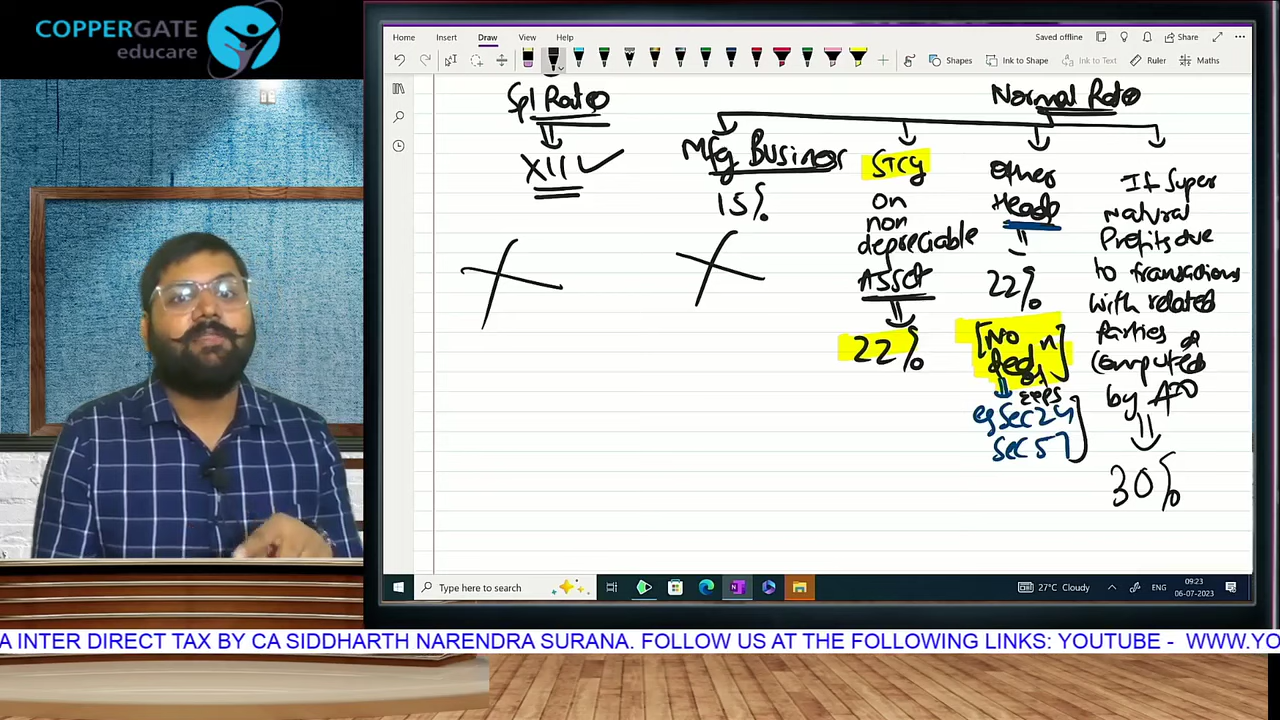 COPPERGATE
educare
Home Insert Draw View Help
Saved offline
Share
Shapes
Ink to Shape
Ink to Text
Ruler
Maths
Spl Rate
XII
Normal Rate
Mfg Business
15%
STCG
on
non
depreciable
Asset
22%
Other
Heads
22%
[No
ded n]
or
exps
eg Sec 24
Sec 57
If Super
natural
Profits due
to transactions
with related
parties &
Computed
by AO
30%
Type here to search
27°C Cloudy
ENG
09:23
06-07-2023
A INTER DIRECT TAX BY CA SIDDHARTH NARENDRA SURANA. FOLLOW US AT THE FOLLOWING LINKS: YOUTUBE - WWW.YO